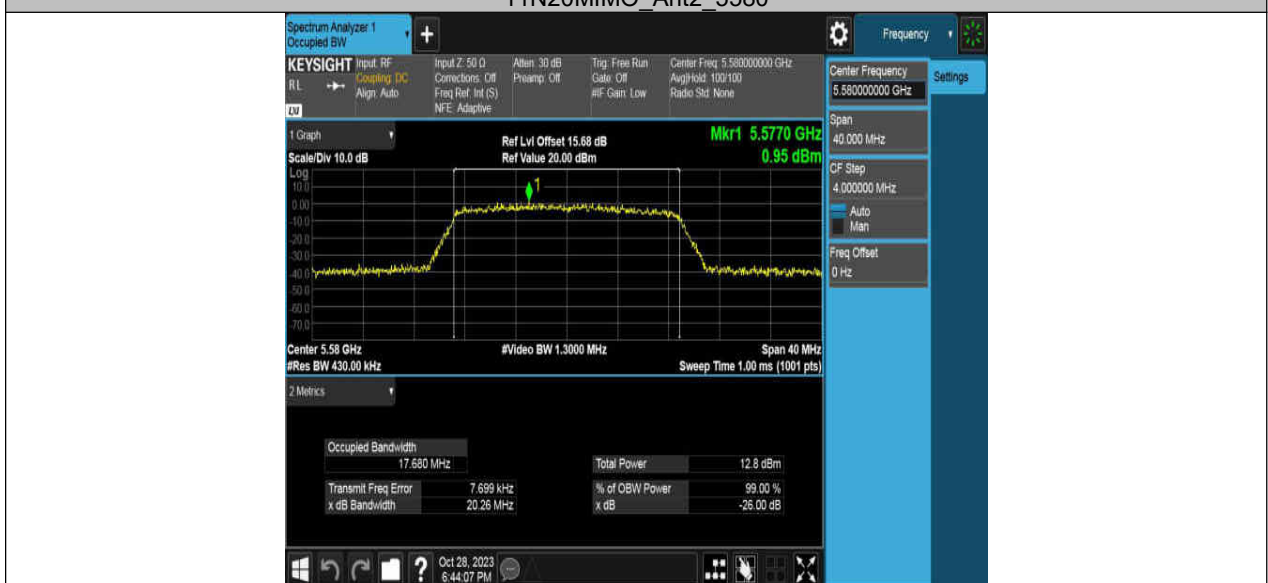 11N20MIMO_Ant2_5580
Spectrum Analyzer 1
Occupied BW
+
Frequency
KEYSIGHT
RL
LXI
Input: RF
Coupling: DC
Align: Auto
Input Z: 50 Ω
Corrections: Off
Freq Ref: Int (S)
NFE: Adaptive
Atten: 30 dB
Preamp: Off
Trig: Free Run
Gate: Off
#IF Gain: Low
Center Freq: 5.580000000 GHz
Avg|Hold: 100/100
Radio Std: None
Center Frequency
5.580000000 GHz
Settings
Span
40.000 MHz
CF Step
4.000000 MHz
Auto
Man
Freq Offset
0 Hz
1 Graph
Scale/Div 10.0 dB
Ref Lvl Offset 15.68 dB
Ref Value 20.00 dBm
Mkr1 5.5770 GHz
0.95 dBm
Log
10.0
0.00
-10.0
-20.0
-30.0
-40.0
-50.0
-60.0
-70.0
1
Center 5.58 GHz
#Video BW 1.3000 MHz
Span 40 MHz
#Res BW 430.00 kHz
Sweep Time 1.00 ms (1001 pts)
2 Metrics
Occupied Bandwidth
17.680 MHz
Total Power 12.8 dBm
Transmit Freq Error 7.699 kHz
% of OBW Power 99.00 %
x dB Bandwidth 20.26 MHz
x dB -26.00 dB
?
Oct 28, 2023
6:44:07 PM